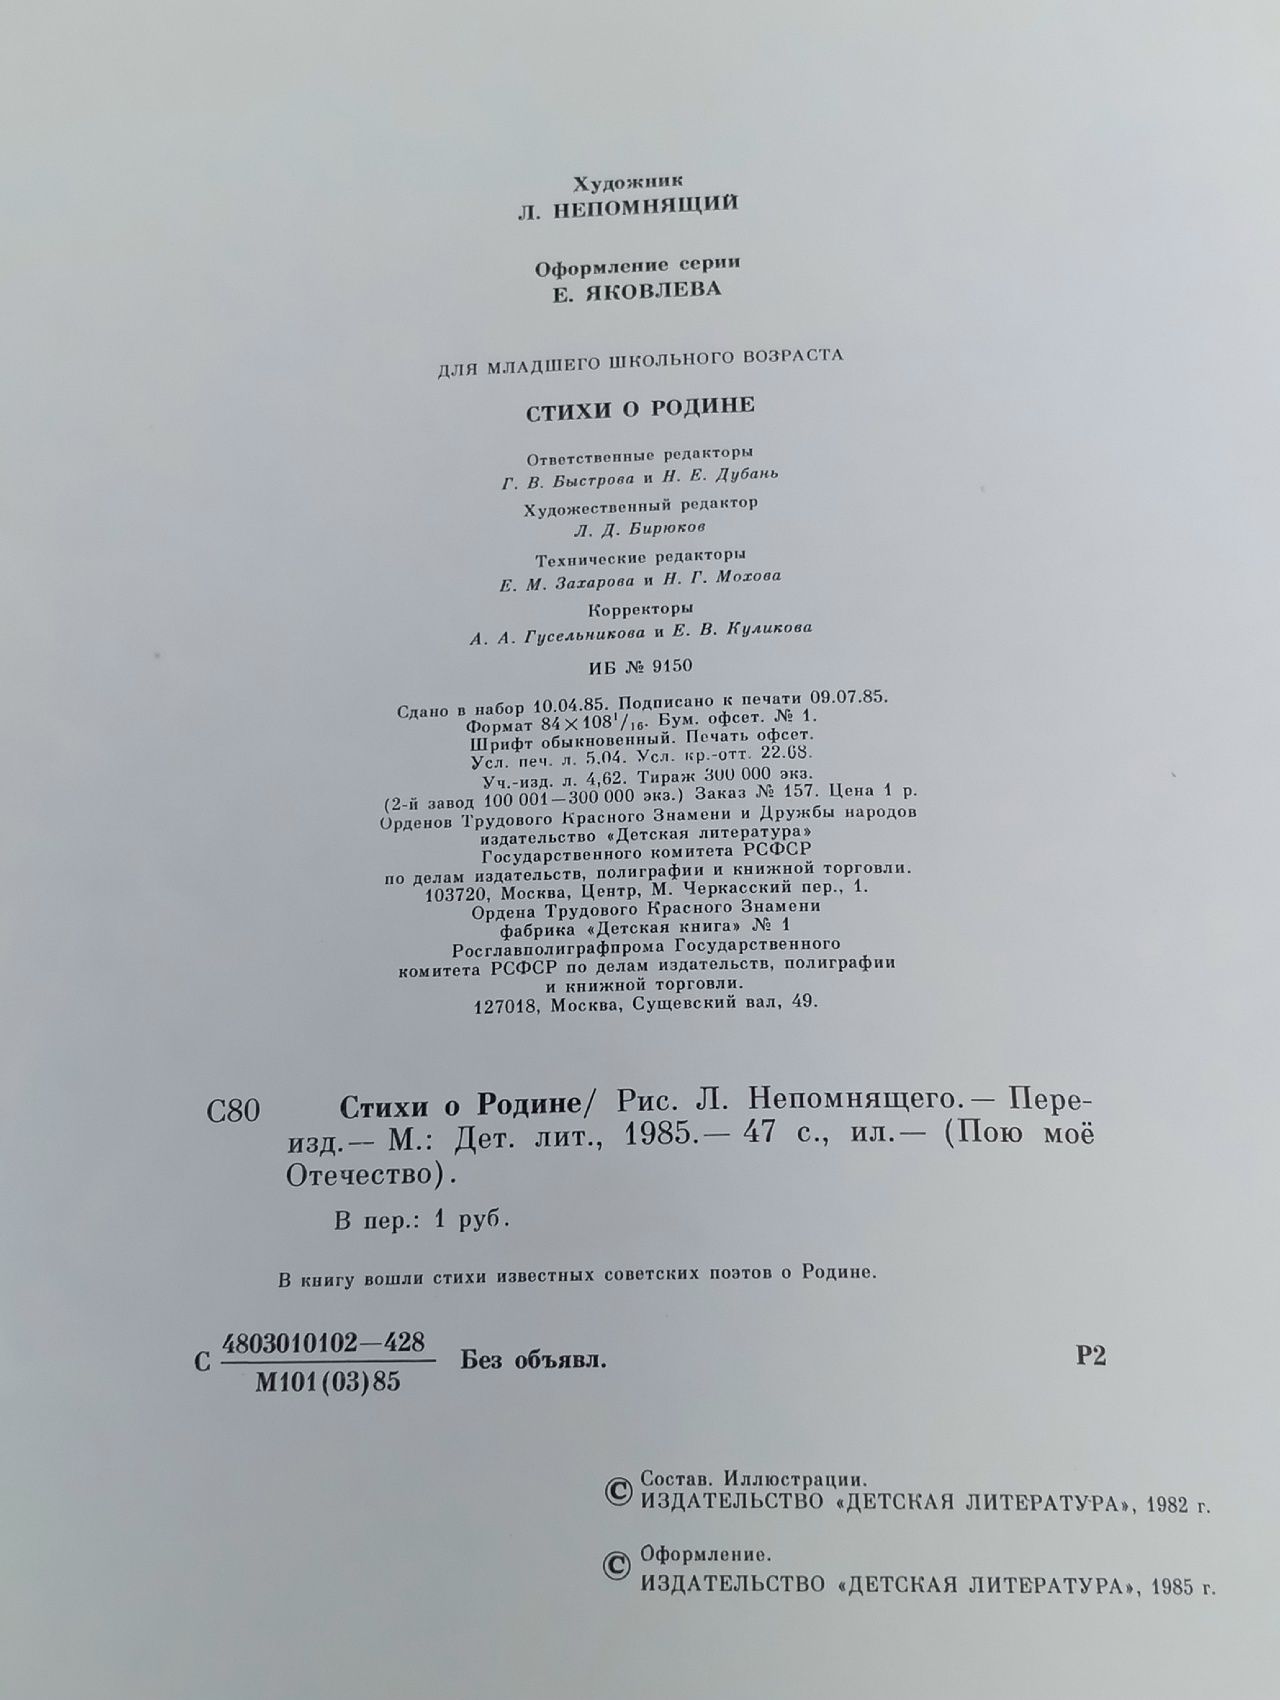 Художник
Л. НЕПОМНЯЩИЙ
Оформление серии
Е. ЯКОВЛЕВА
ДЛЯ МЛАДШЕГО ШКОЛЬНОГО ВОЗРАСТА
СТИХИ О РОДИНЕ
Ответственные редакторы
Г. В. Быстрова и Н. Е. Дубань
Художественный редактор
Л. Д. Бирюков
Технические редакторы
Е. М. Захарова и Н. Г. Мохова
Корректоры
А. А. Гусельникова и Е. В. Куликова
ИБ № 9150
Сдано в набор 10.04.85. Подписано к печати 09.07.85.
Формат 84×108¹/₁₆. Бум. офсет. № 1.
Шрифт обыкновенный. Печать офсет.
Усл. печ. л. 5,04. Усл. кр.-отт. 22.68.
Уч.-изд. л. 4,62. Тираж 300 000 экз.
(2-й завод 100 001—300 000 экз.) Заказ № 157. Цена 1 р.
Орденов Трудового Красного Знамени и Дружбы народов
издательство «Детская литература»
Государственного комитета РСФСР
по делам издательств, полиграфии и книжной торговли.
103720, Москва, Центр, М. Черкасский пер., 1.
Ордена Трудового Красного Знамени
фабрика «Детская книга» № 1
Росглавполиграфпрома Государственного
комитета РСФСР по делам издательств, полиграфии
и книжной торговли.
127018, Москва, Сущевский вал, 49.
С80 Стихи о Родине/ Рис. Л. Непомнящего.— Пере-
изд.— М.: Дет. лит., 1985.— 47 с., ил.— (Пою моё
Отечество).
В пер.: 1 руб.
В книгу вошли стихи известных советских поэтов о Родине.
4803010102—428
С Без объявл. Р2
М101(03)85
© Состав. Иллюстрации.
ИЗДАТЕЛЬСТВО «ДЕТСКАЯ ЛИТЕРАТУРА», 1982 г.
© Оформление.
ИЗДАТЕЛЬСТВО «ДЕТСКАЯ ЛИТЕРАТУРА», 1985 г.